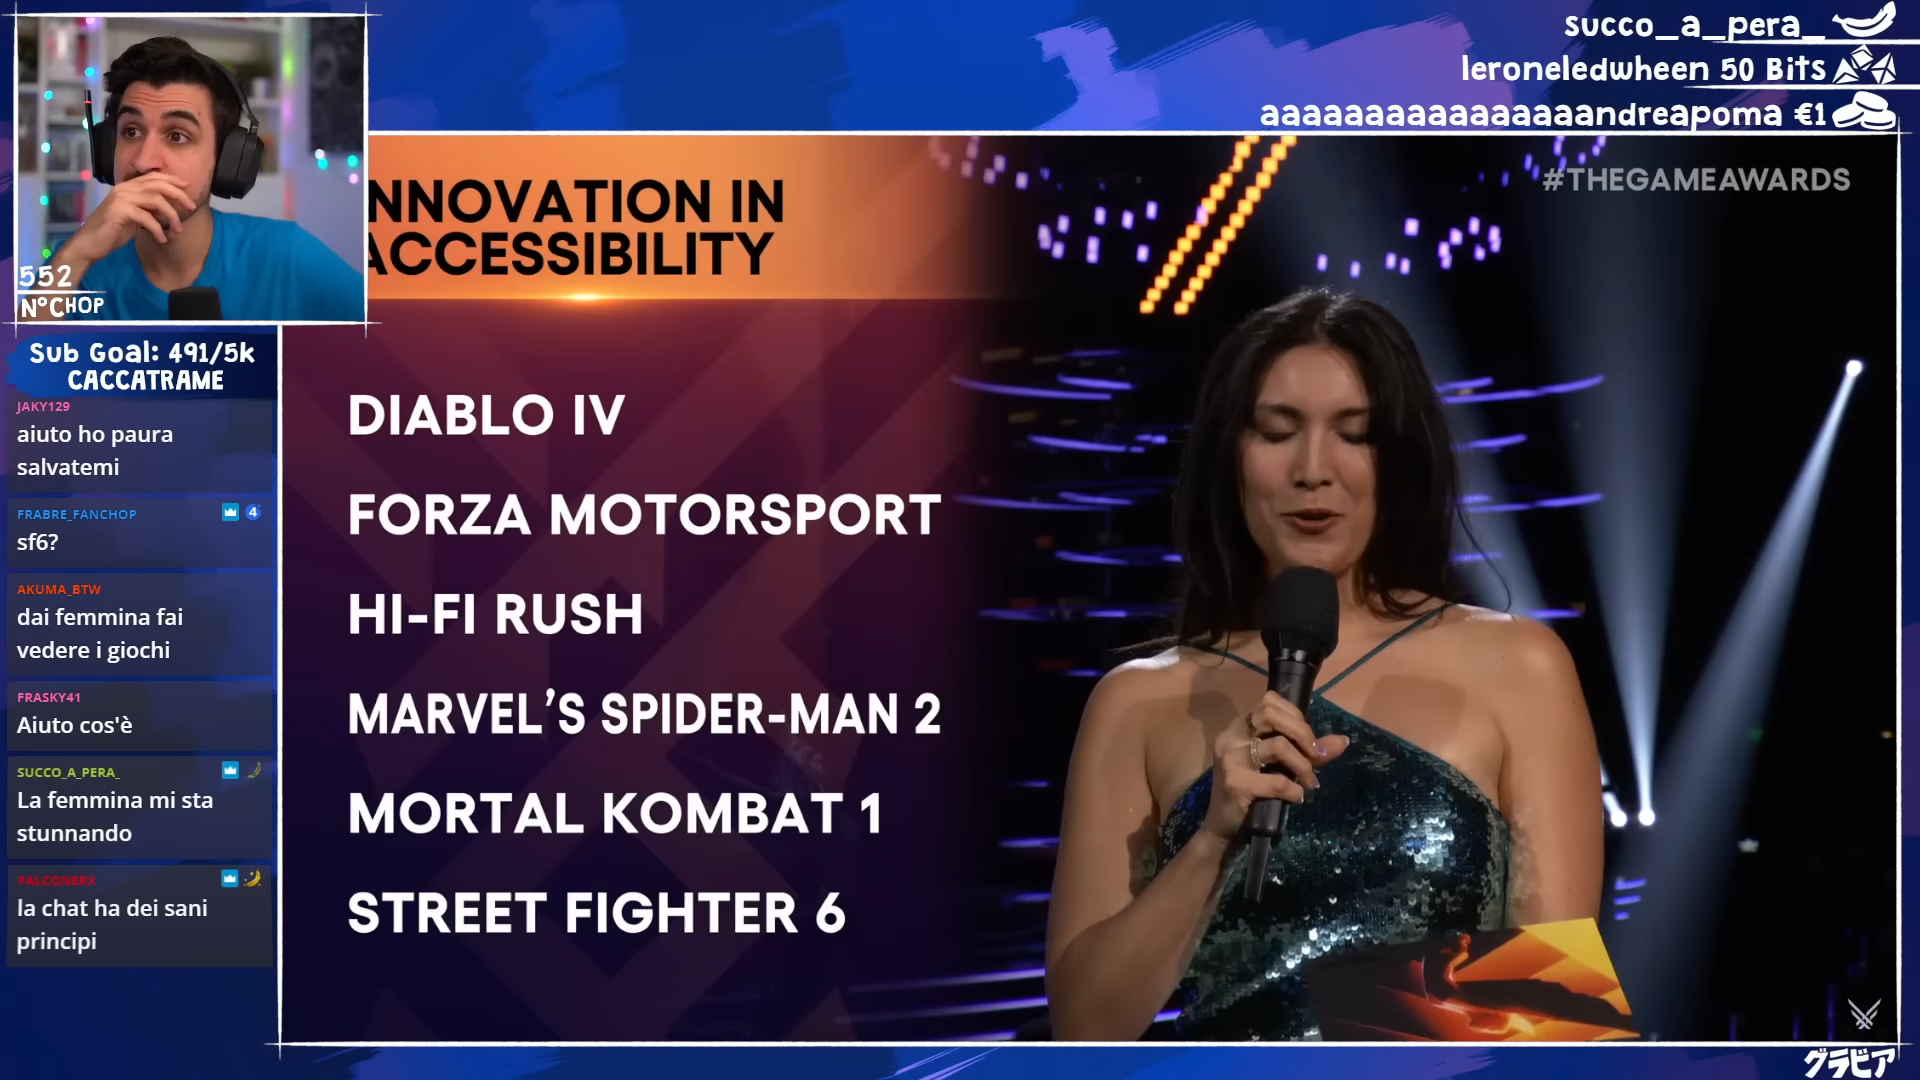 succo_a_pera_
leroneledwheen 50 Bits
aaaaaaaaaaaaaaaandreapoma €1
552
N°CHOP
Sub Goal: 491/5k
CACCATRAME
JAKY129
aiuto ho paura
salvatemi
FRABRE_FANCHOP 4
sf6?
AKUMA_BTW
dai femmina fai
vedere i giochi
FRASKY41
Aiuto cos'è
SUCCO_A_PERA_
La femmina mi sta
stunnando
FALCONERX
la chat ha dei sani
principi
NNOVATION IN
ACCESSIBILITY
#THEGAMEAWARDS
DIABLO IV
FORZA MOTORSPORT
HI-FI RUSH
MARVEL'S SPIDER-MAN 2
MORTAL KOMBAT 1
STREET FIGHTER 6
グラビア